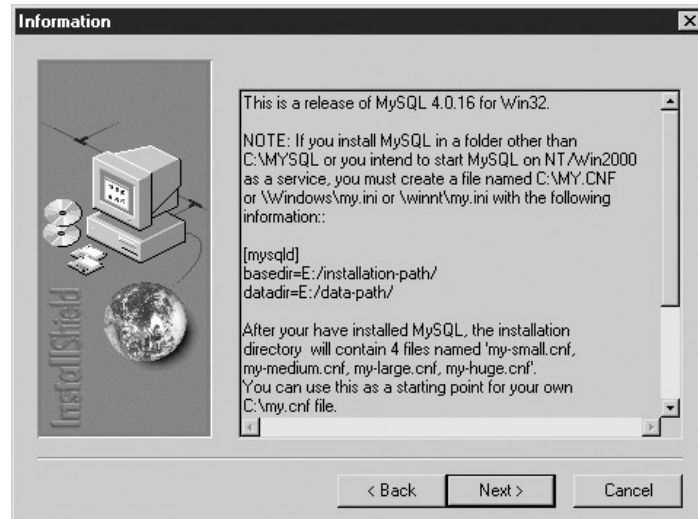 Information
This is a release of MySQL 4.0.16 for Win32.
NOTE: If you install MySQL in a folder other than
C:\MYSQL or you intend to start MySQL on NT/Win2000
as a service, you must create a file named C:\MY.CNF
or \Windows\my.ini or \winnt\my.ini with the following
information::
[mysqld]
basedir=E:/installation-path/
datadir=E:/data-path/
After your have installed MySQL, the installation
directory will contain 4 files named 'my-small.cnf,
my-medium.cnf, my-large.cnf, my-huge.cnf'.
You can use this as a starting point for your own
C:\my.cnf file.
InstallShield
< Back
Next >
Cancel